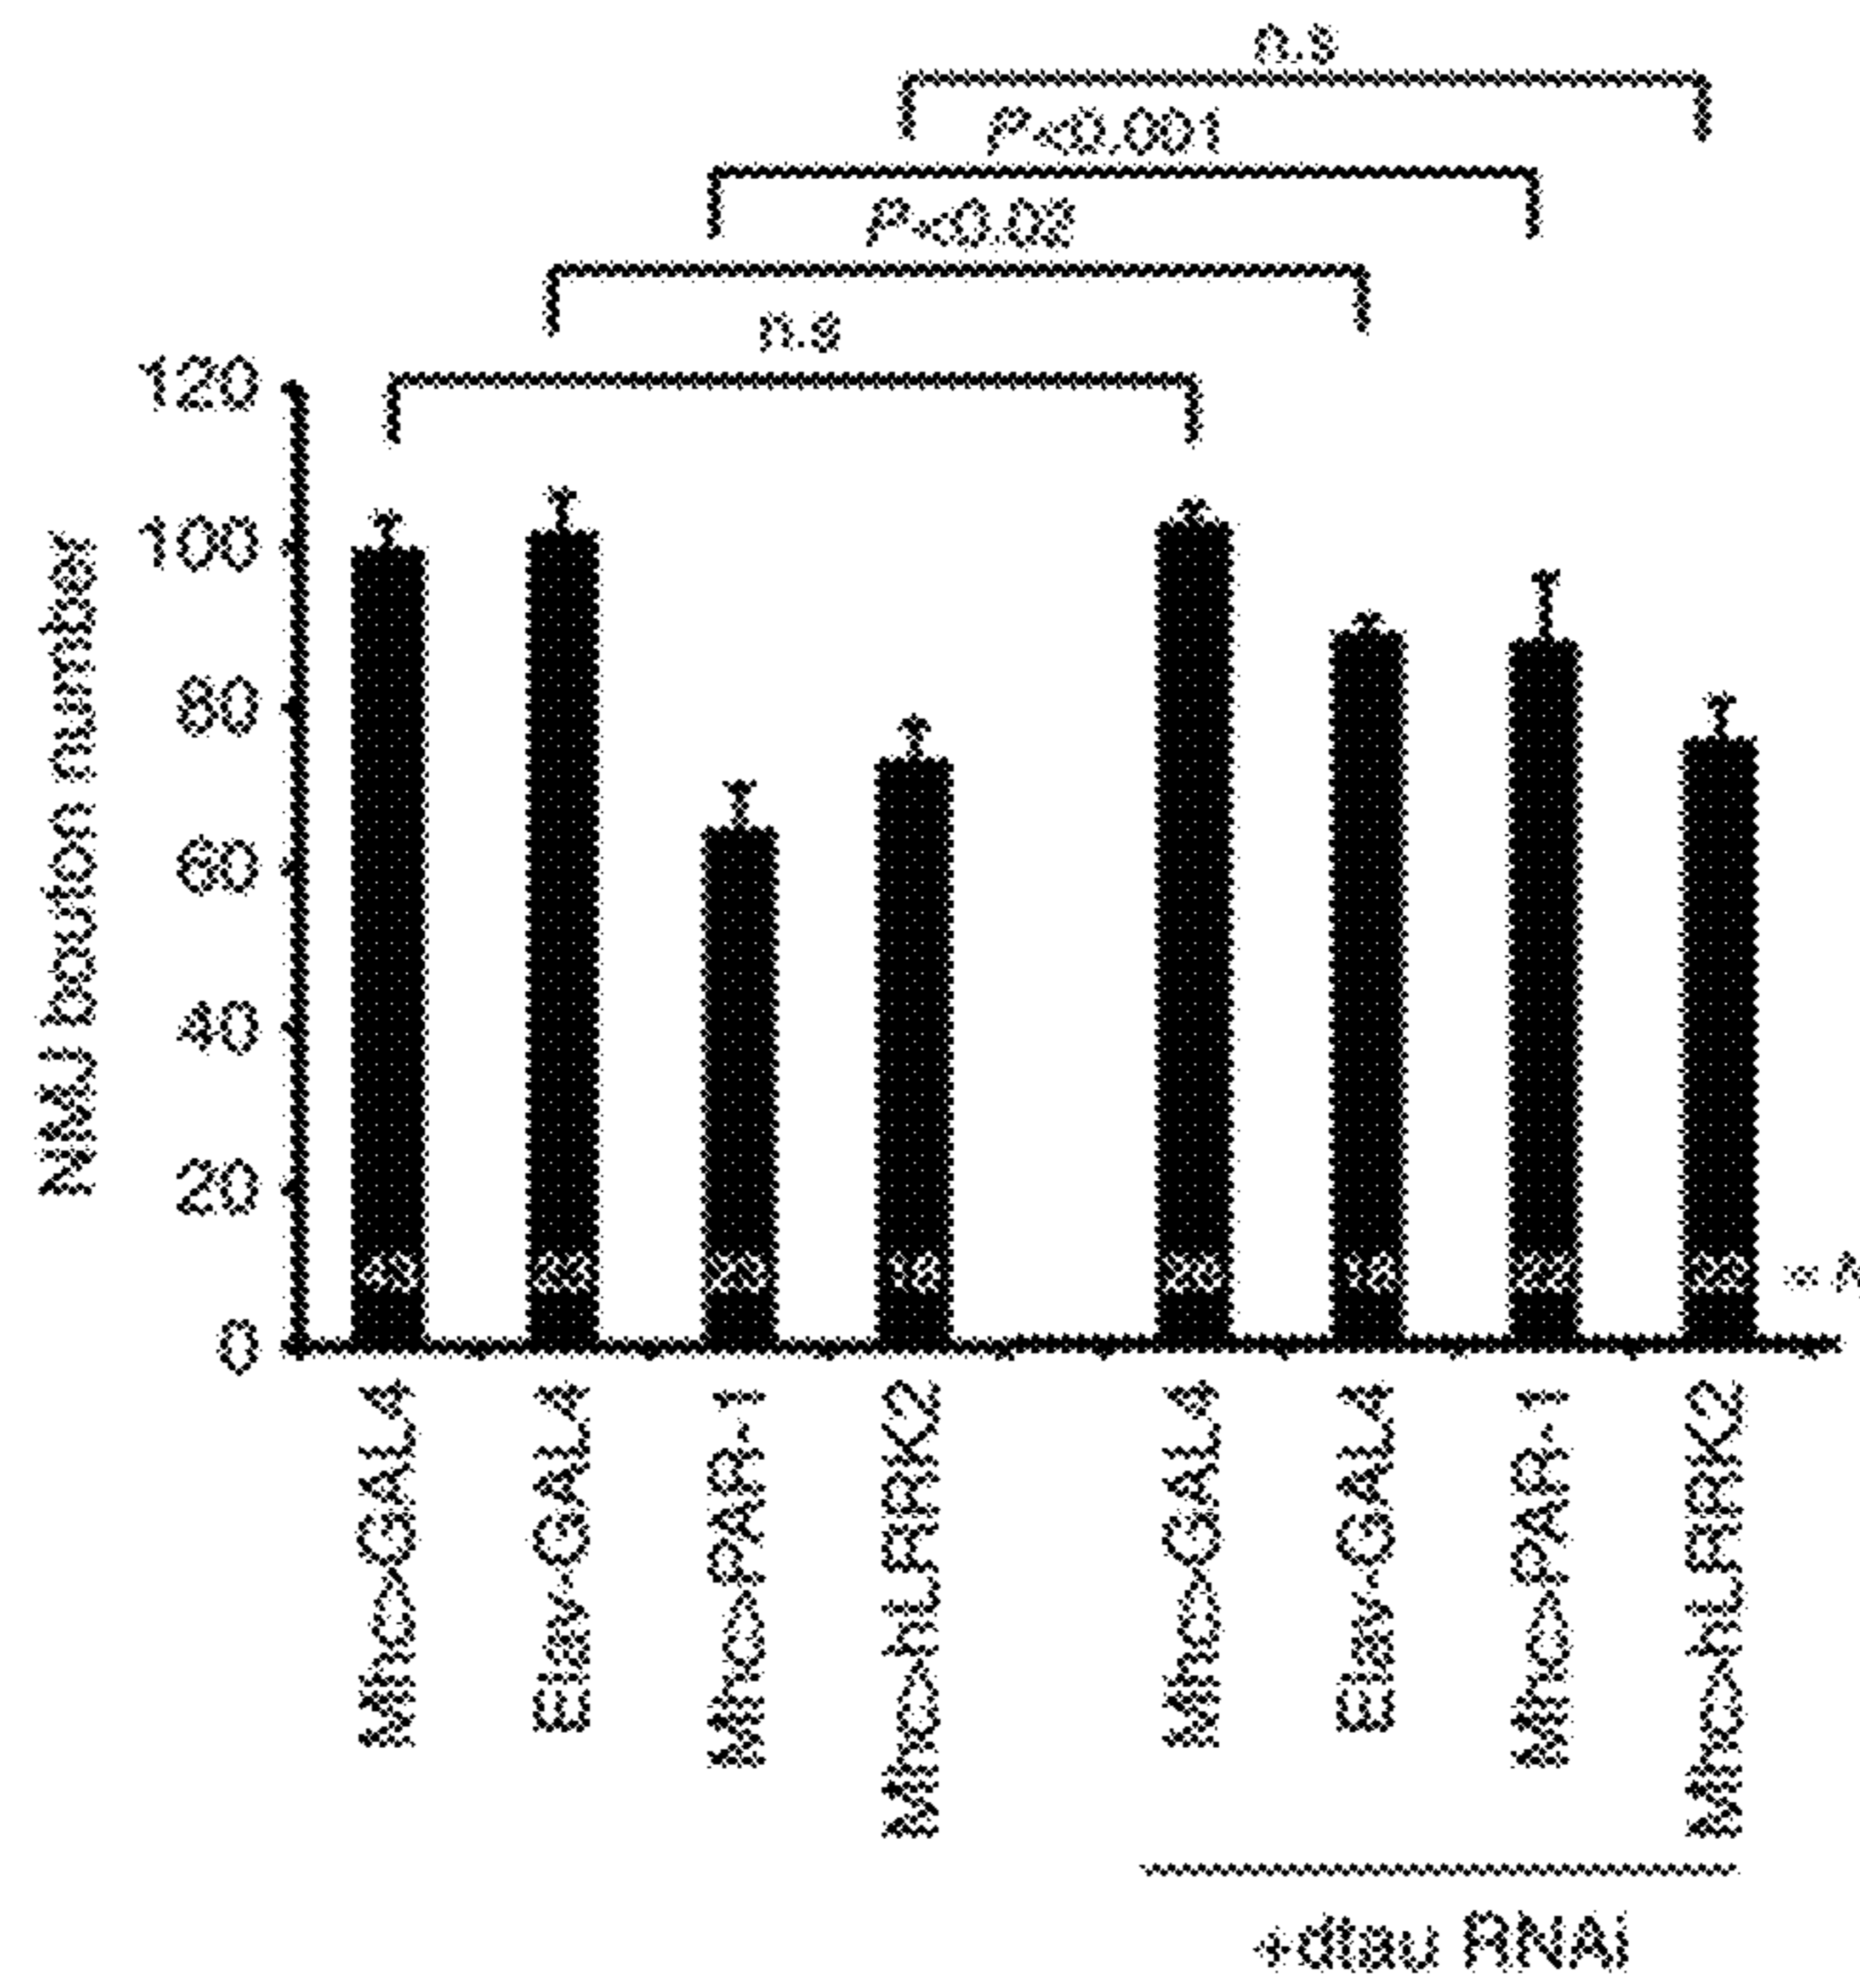 n.s
P<0.001
P<0.02
n.s
120
100
80
60
40
20
0
NMJ bouton number
Mhc-GAL4
Elav-GAL4
Mhc>PAR-1
Mhc>hLRRK2
Mhc-GAL4
Elav-GAL4
Mhc>PAR-1
Mhc>hLRRK2
+dtau RNAi